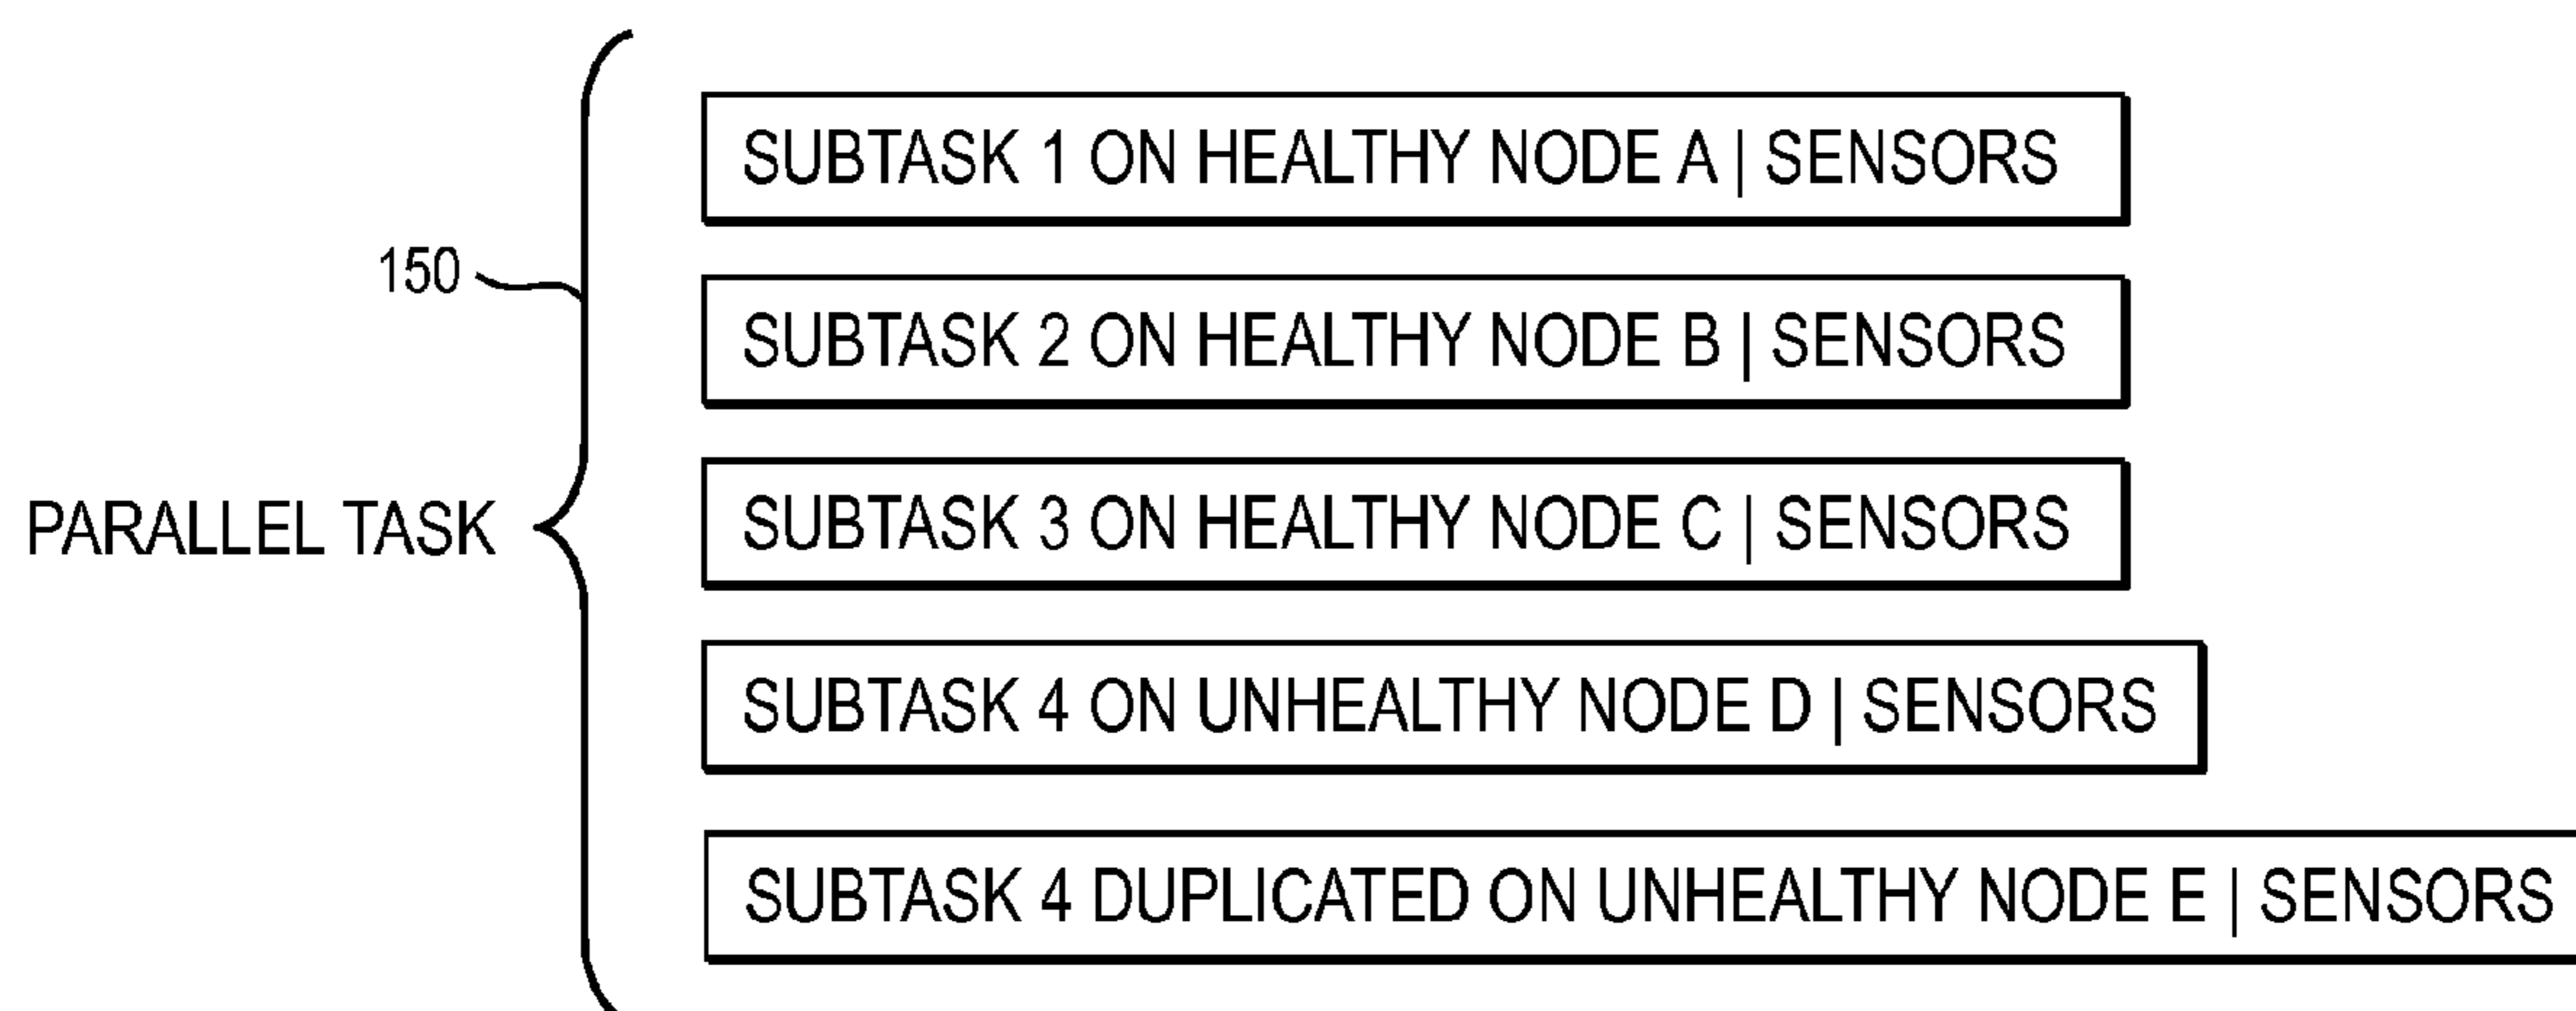 SUBTASK 1 ON HEALTHY NODE A | SENSORS
150
SUBTASK 2 ON HEALTHY NODE B | SENSORS
PARALLEL TASK
SUBTASK 3 ON HEALTHY NODE C | SENSORS
SUBTASK 4 ON UNHEALTHY NODE D | SENSORS
SUBTASK 4 DUPLICATED ON UNHEALTHY NODE E | SENSORS